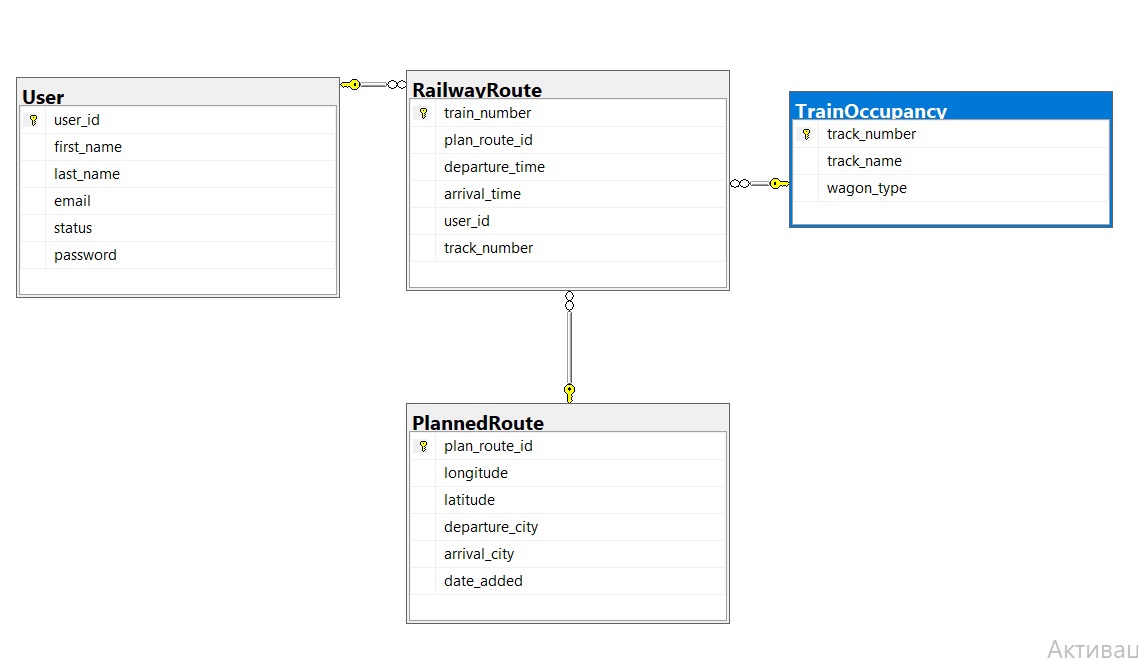 User
user_id
first_name
last_name
email
status
password
RailwayRoute
train_number
plan_route_id
departure_time
arrival_time
user_id
track_number
TrainOccupancy
track_number
track_name
wagon_type
PlannedRoute
plan_route_id
longitude
latitude
departure_city
arrival_city
date_added